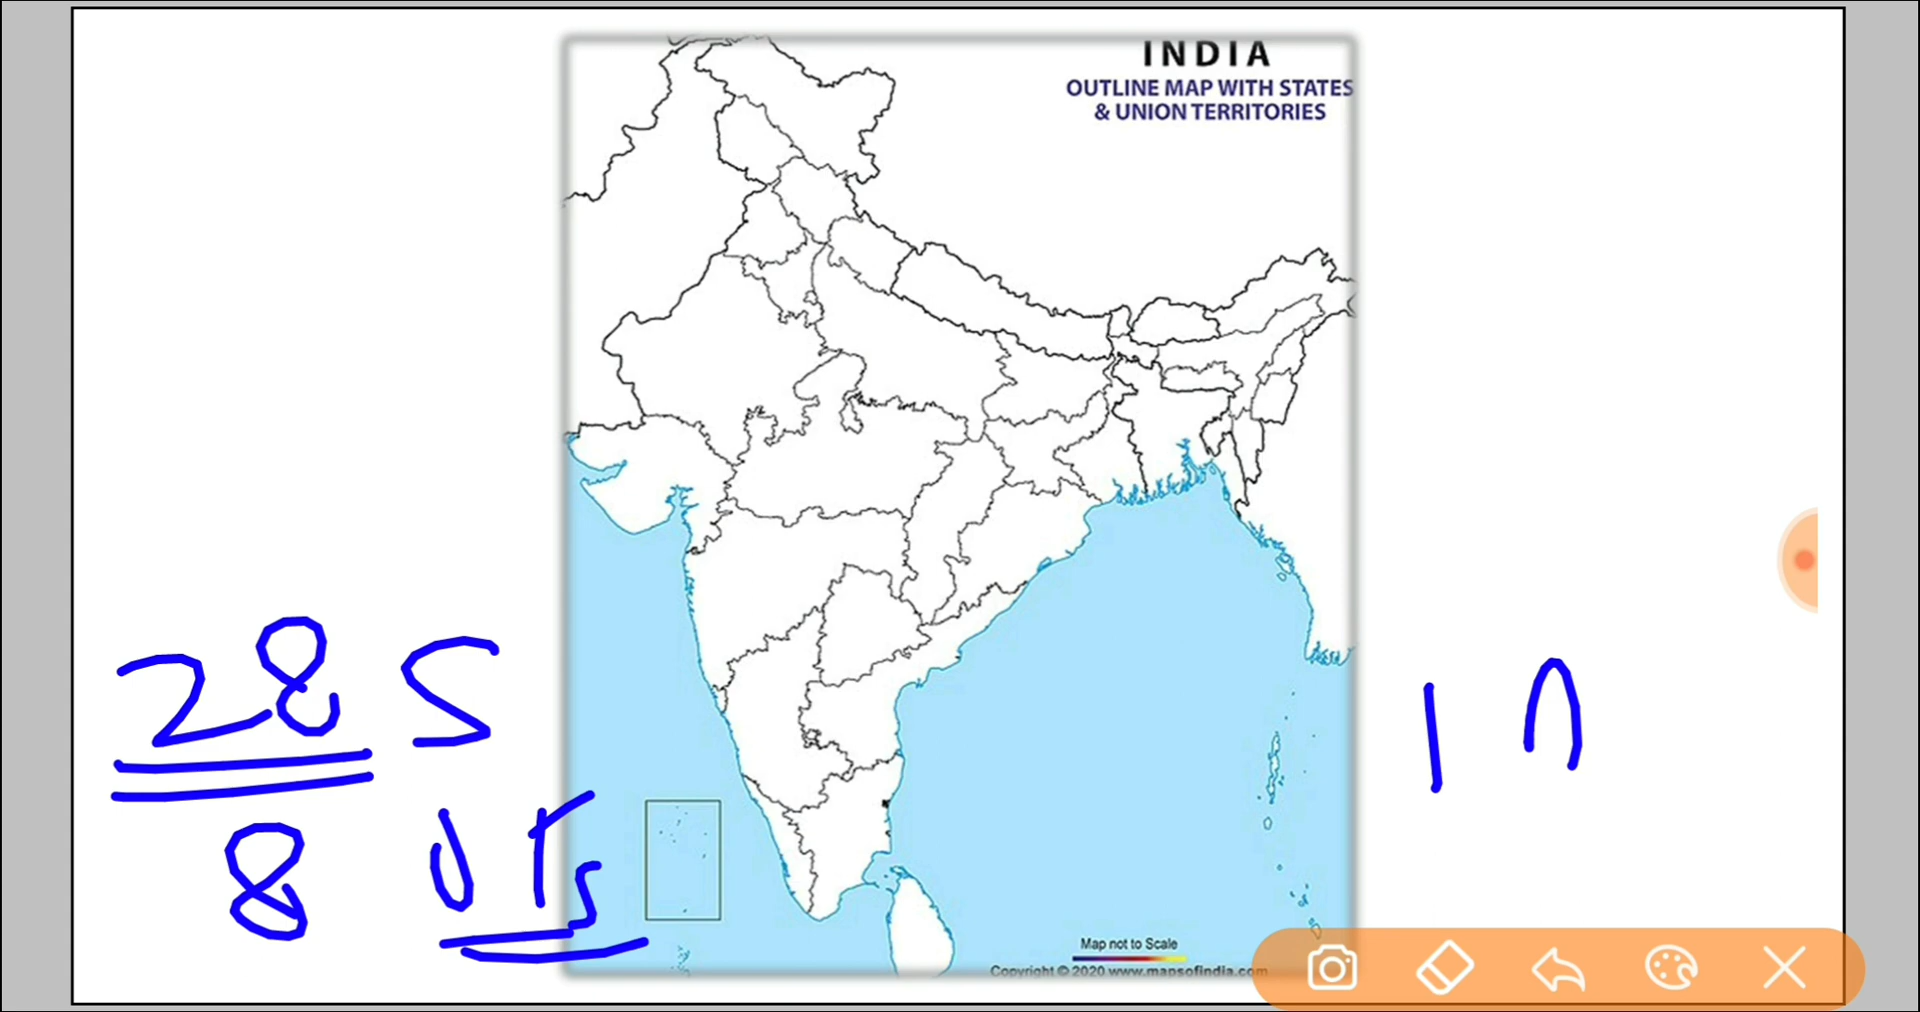 INDIA
OUTLINE MAP WITH STATES
& UNION TERRITORIES
28 S
8 UTs
Map not to Scale
Copyright © 2020 www.mapsofindia.com